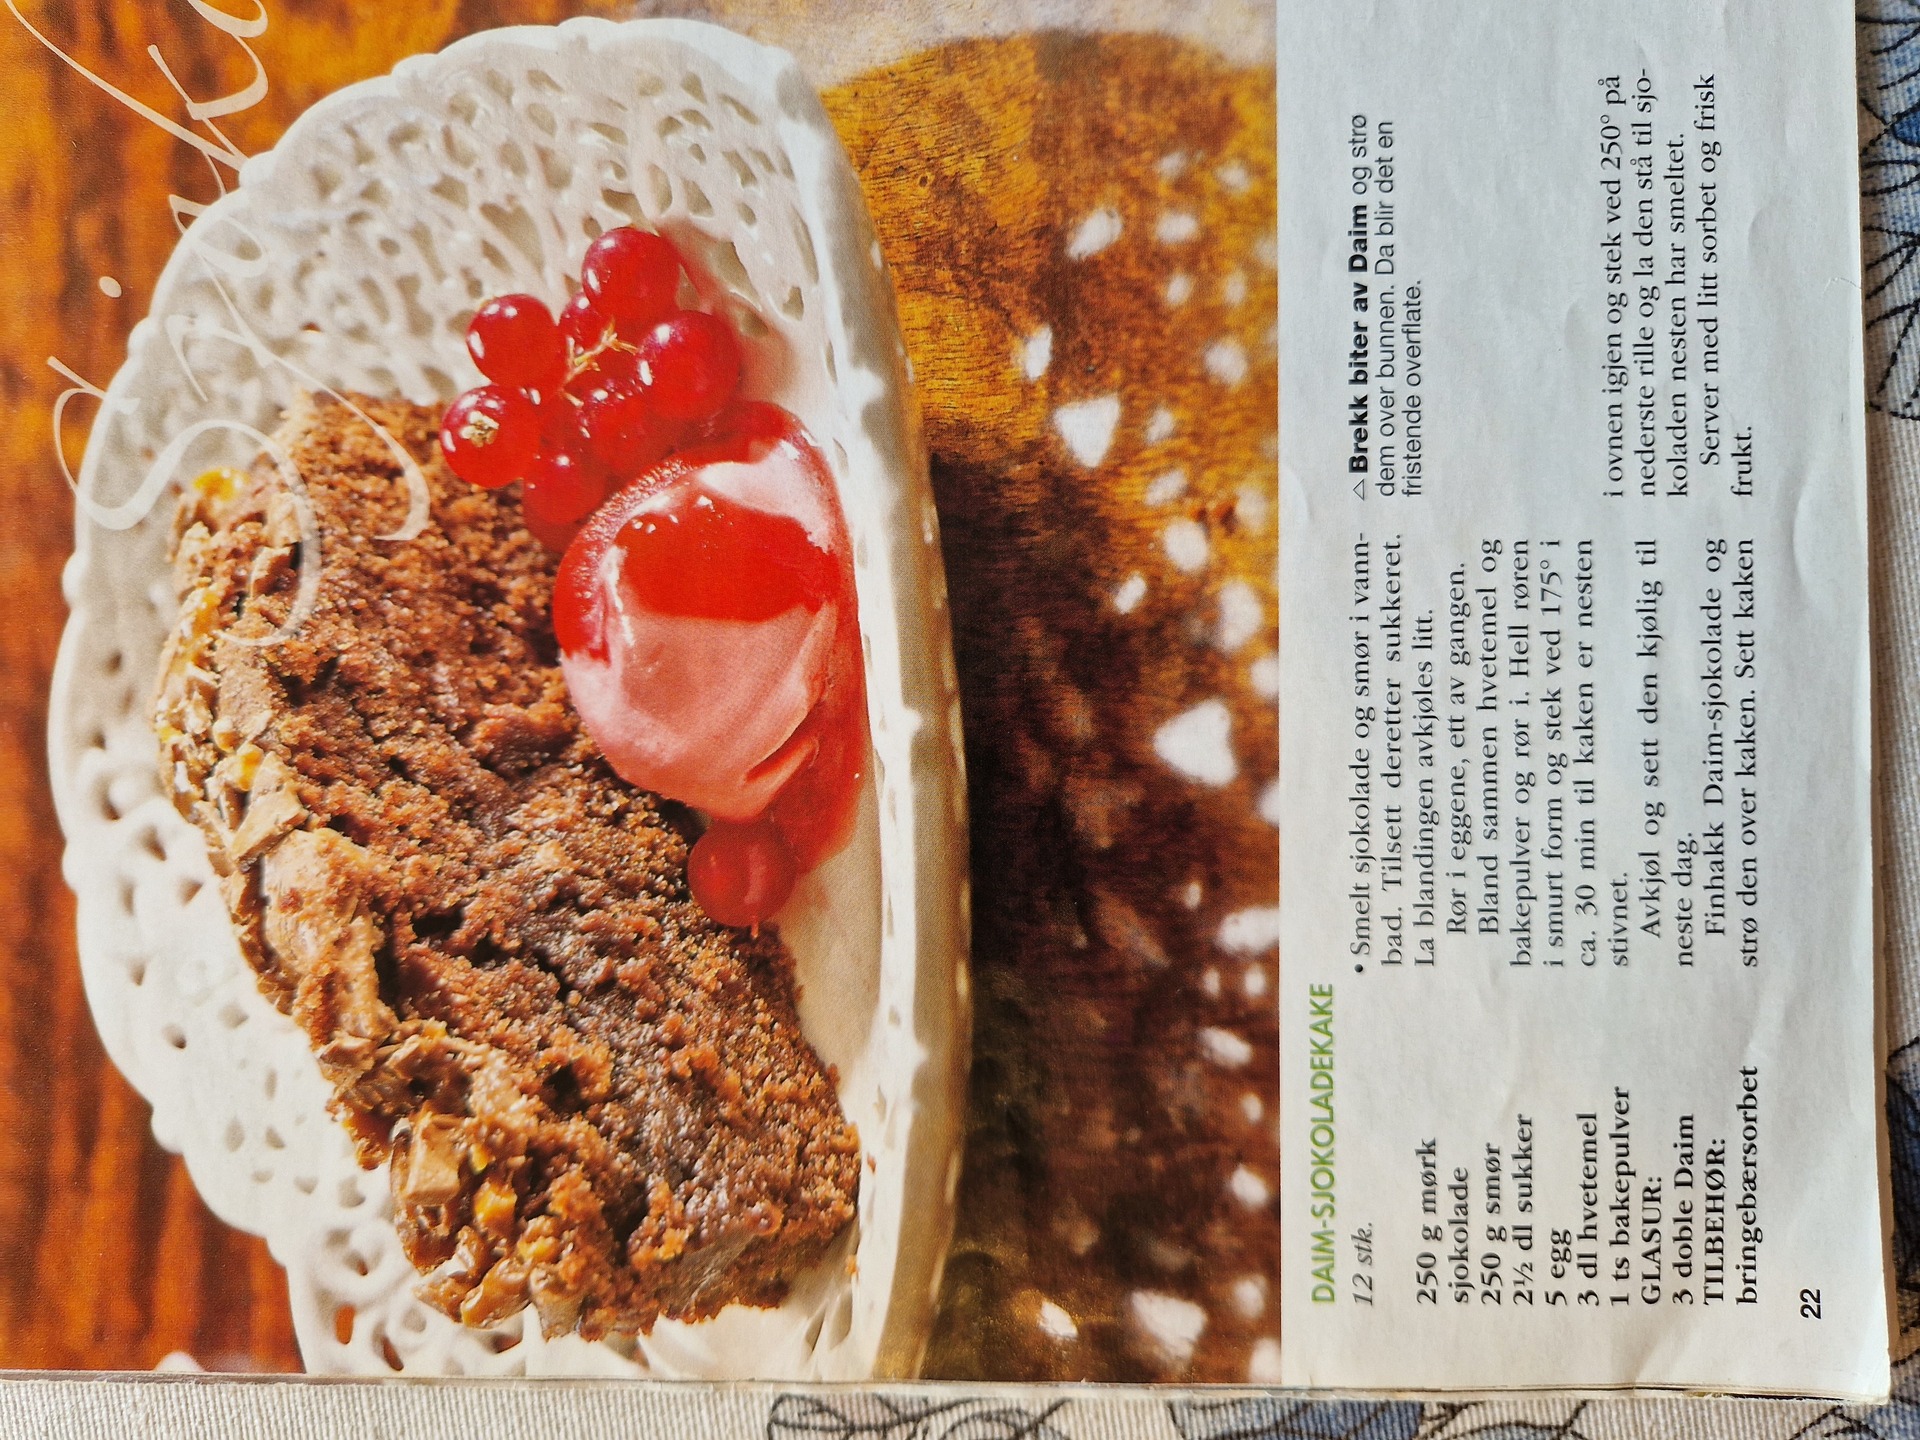 Sjoko
DAIM-SJOKOLADEKAKE
12 stk.
250 g mørk
sjokolade
250 g smør
2½ dl sukker
5 egg
3 dl hvetemel
1 ts bakepulver
GLASUR:
3 doble Daim
TILBEHØR:
bringebærsorbet
• Smelt sjokolade og smør i vann-
bad. Tilsett deretter sukkeret.
La blandingen avkjøles litt.
Rør i eggene, ett av gangen.
Bland sammen hvetemel og
bakepulver og rør i. Hell røren
i smurt form og stek ved 175° i
ca. 30 min til kaken er nesten
stivnet.
Avkjøl og sett den kjølig til
neste dag.
Finhakk Daim-sjokolade og
strø den over kaken. Sett kaken
i ovnen igjen og stek ved 250° på
nederste rille og la den stå til sjo-
koladen nesten har smeltet.
Server med litt sorbet og frisk
frukt.
△ Brekk biter av Daim og strø
dem over bunnen. Da blir det en
fristende overflate.
22